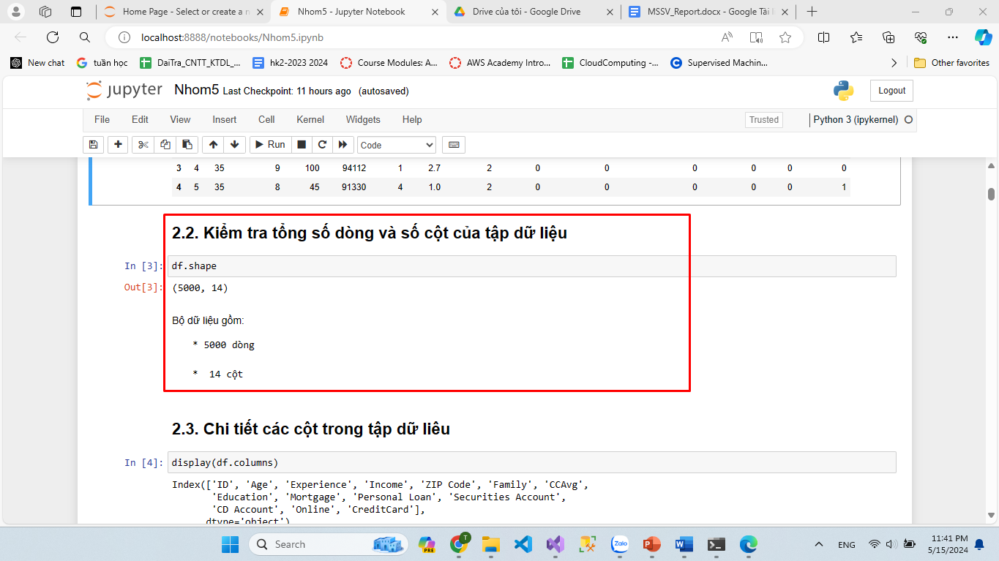 Home Page - Select or create a n
Nhom5 - Jupyter Notebook
Drive của tôi - Google Drive
MSSV_Report.docx - Google Tài l
localhost:8888/notebooks/Nhom5.ipynb
New chat
tuần học
DaiTra_CNTT_KTDL_...
hk2-2023 2024
Course Modules: A...
AWS Academy Intro...
CloudComputing -...
Supervised Machin...
Other favorites
jupyter Nhom5 Last Checkpoint: 11 hours ago (autosaved)
Logout
File Edit View Insert Cell Kernel Widgets Help
Trusted
Python 3 (ipykernel)
Run
Code
3 4 35 9 100 94112 1 2.7 2 0 0 0 0 0 0
4 5 35 8 45 91330 4 1.0 2 0 0 0 0 0 1
2.2. Kiểm tra tổng số dòng và số cột của tập dữ liệu
In [3]: df.shape
Out[3]: (5000, 14)
Bộ dữ liệu gồm:
* 5000 dòng
* 14 cột
2.3. Chi tiết các cột trong tập dữ liêu
In [4]: display(df.columns)
Index(['ID', 'Age', 'Experience', 'Income', 'ZIP Code', 'Family', 'CCAvg',
'Education', 'Mortgage', 'Personal Loan', 'Securities Account',
'CD Account', 'Online', 'CreditCard'],
dtype='object')
Search
PRE
T
Zalo
ENG
11:41 PM
5/15/2024